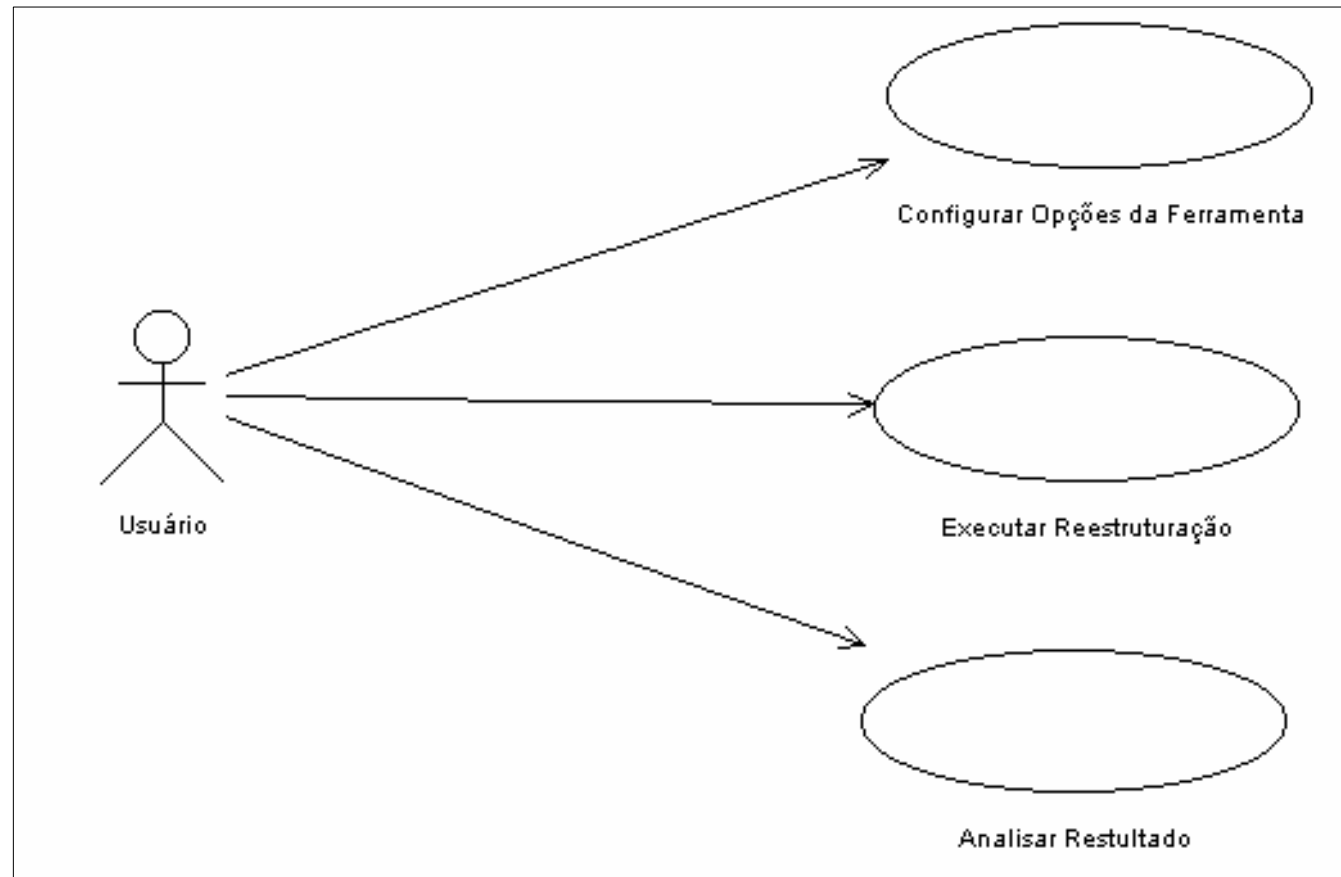 Configurar Opções da Ferramenta
Usuário
Executar Reestruturação
Analisar Restultado